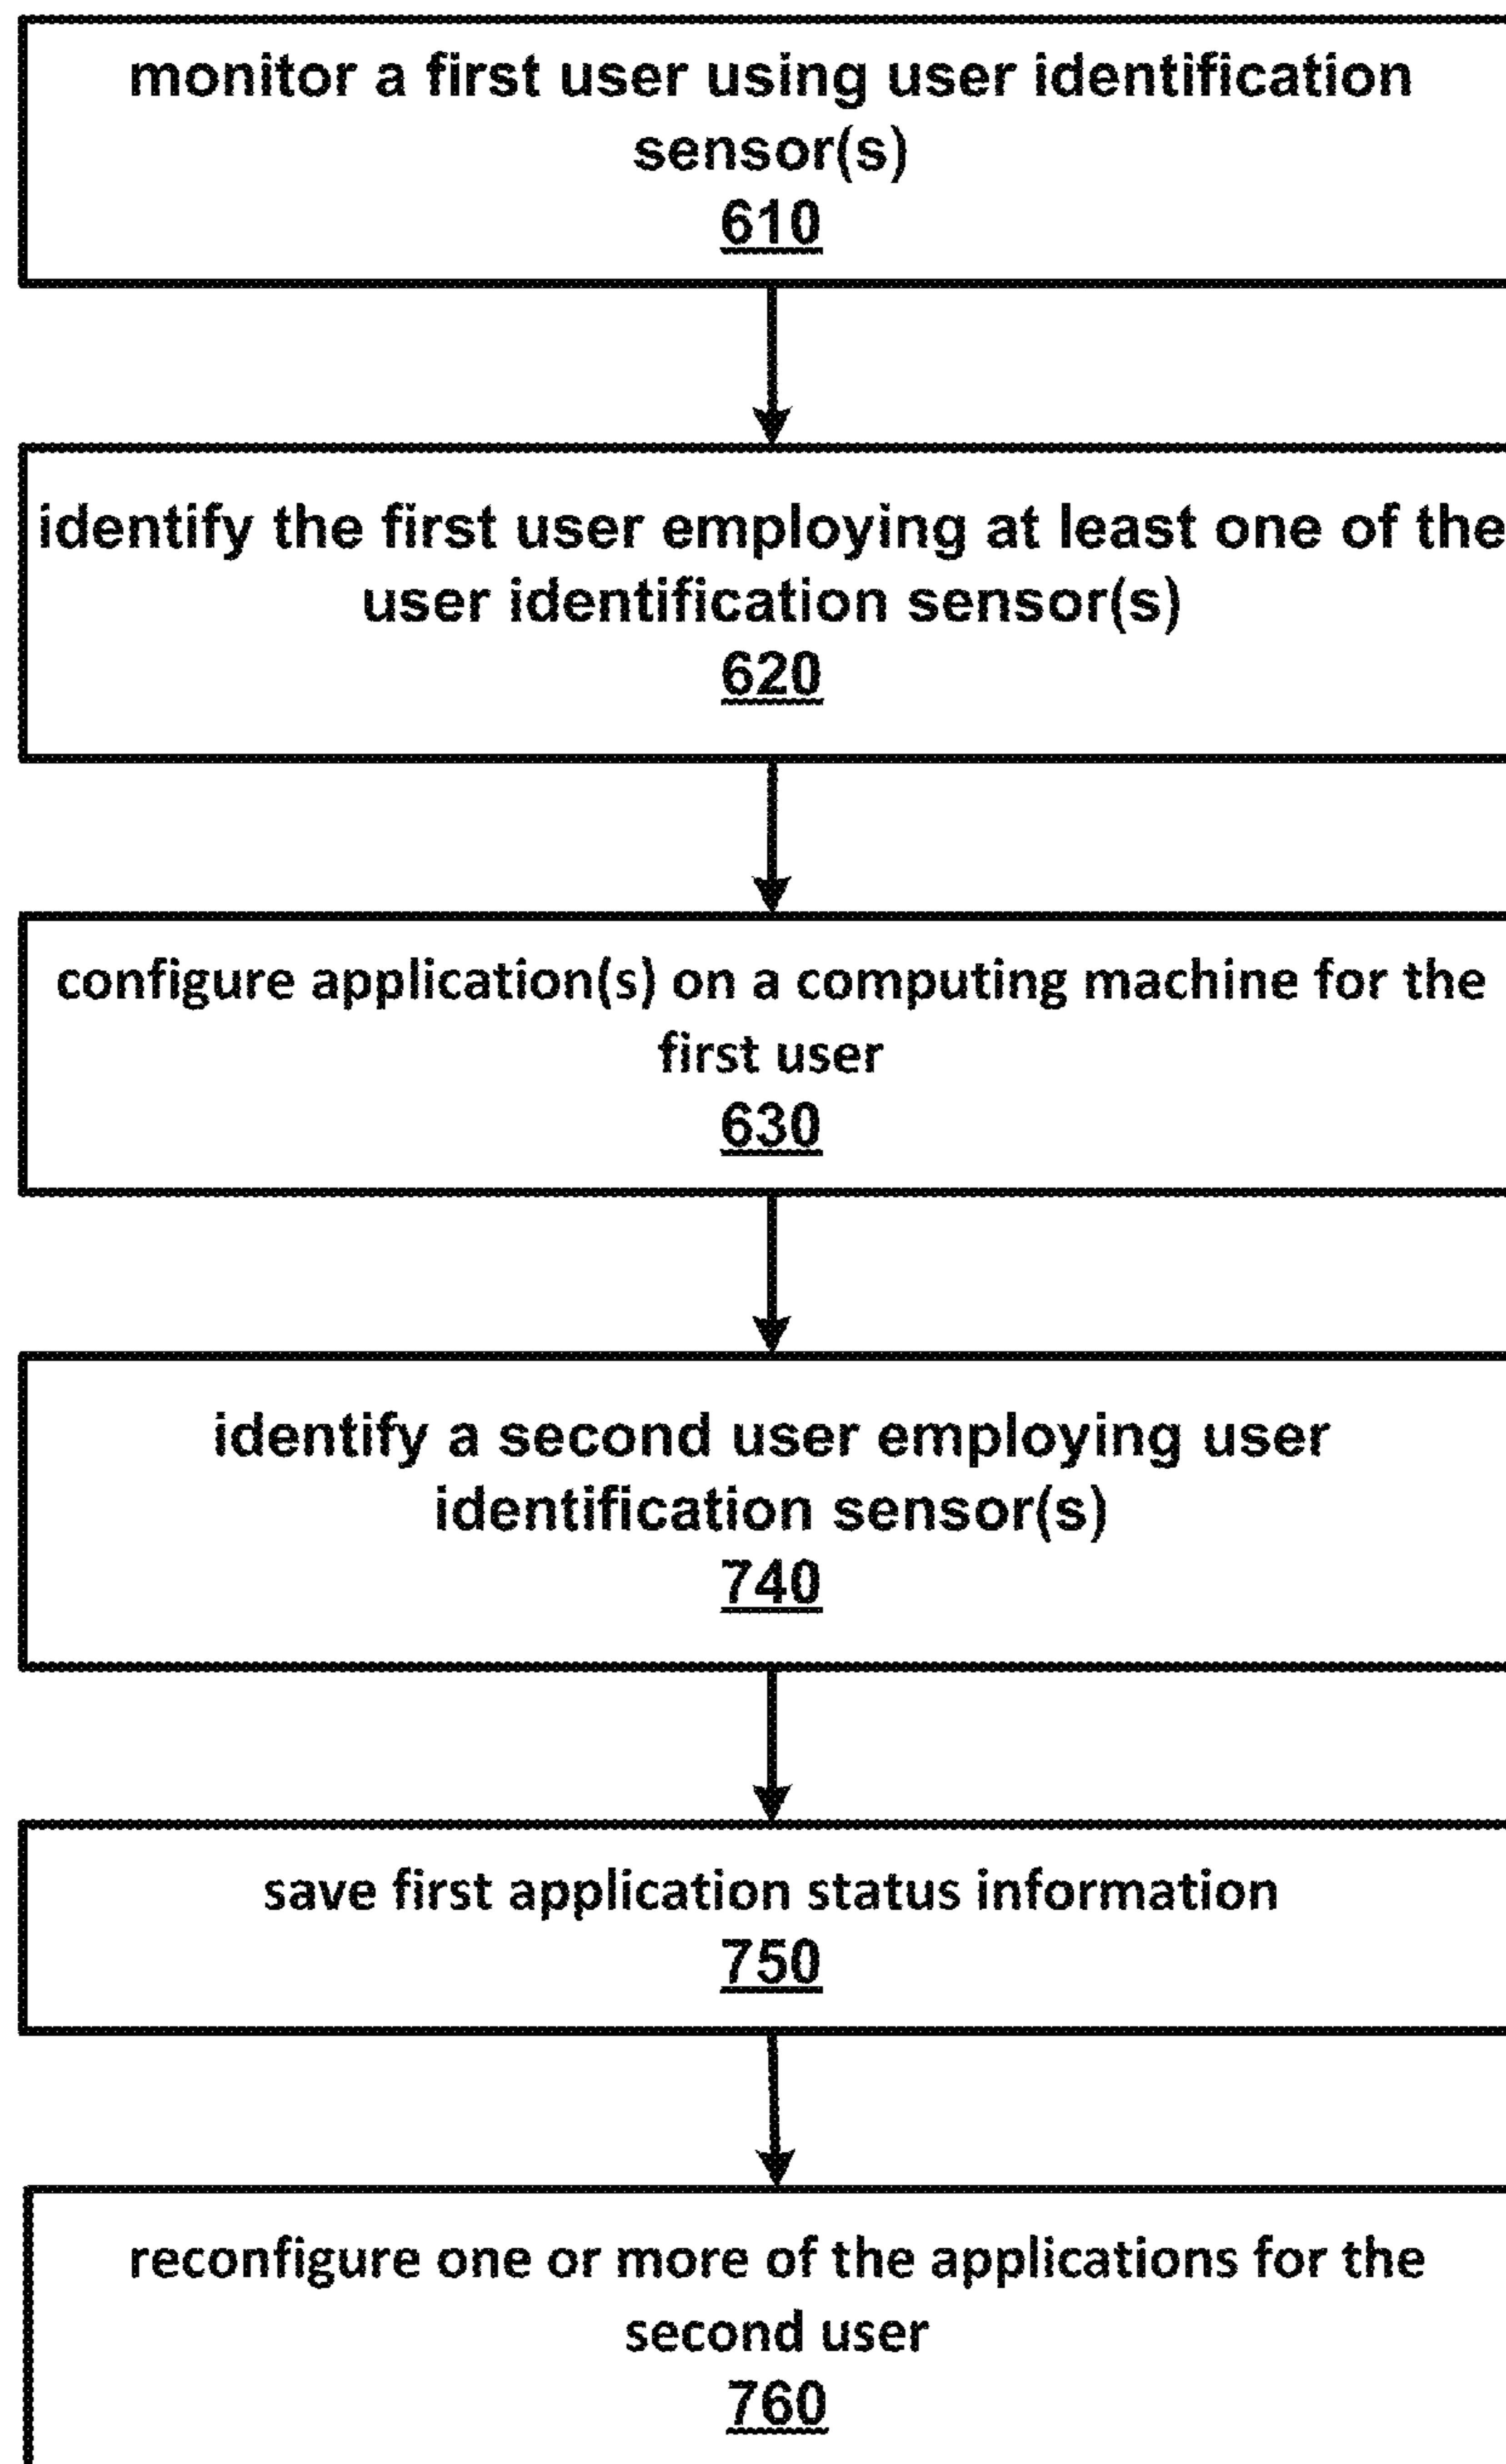 monitor a first user using user identification
sensor(s)
610
identify the first user employing at least one of the
user identification sensor(s)
620
configure application(s) on a computing machine for the
first user
630
identify a second user employing user
identification sensor(s)
740
save first application status information
750
reconfigure one or more of the applications for the
second user
760